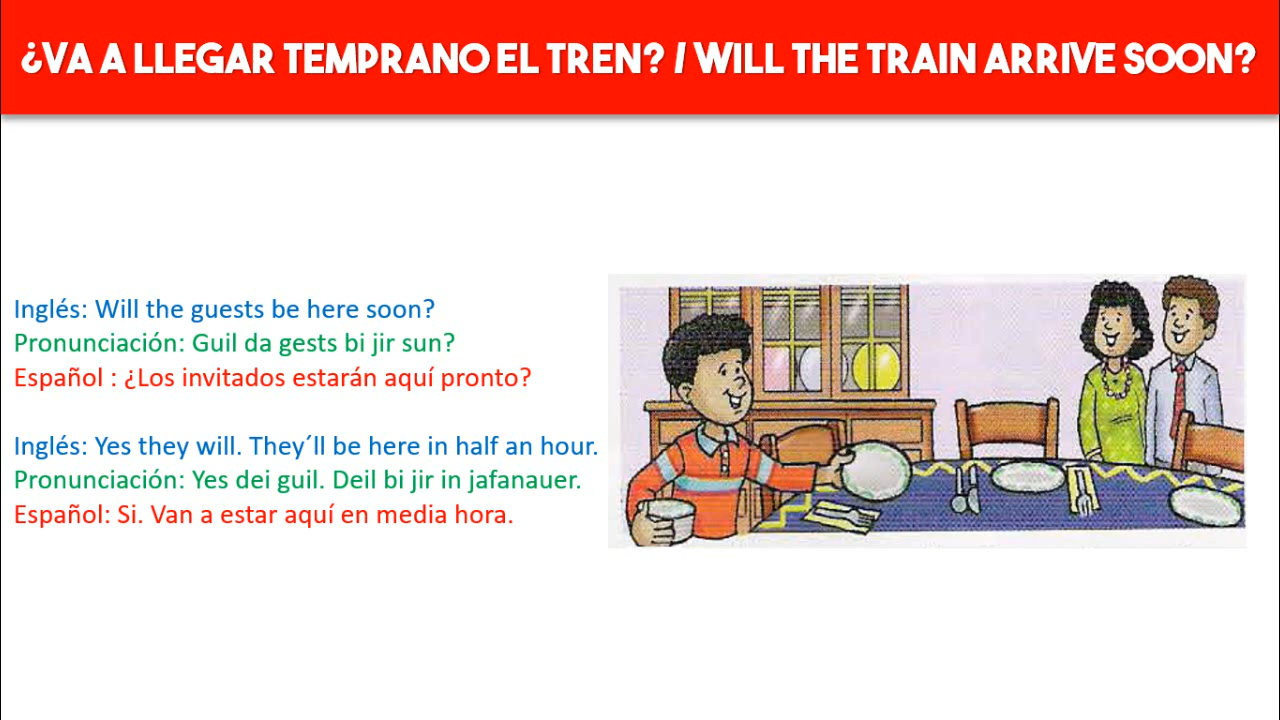 ¿VA A LLEGAR TEMPRANO EL TREN? / WILL THE TRAIN ARRIVE SOON?
Inglés: Will the guests be here soon?
Pronunciación: Guil da gests bi jir sun?
Español : ¿Los invitados estarán aquí pronto?
Inglés: Yes they will. They´ll be here in half an hour.
Pronunciación: Yes dei guil. Deil bi jir in jafanauer.
Español: Si. Van a estar aquí en media hora.